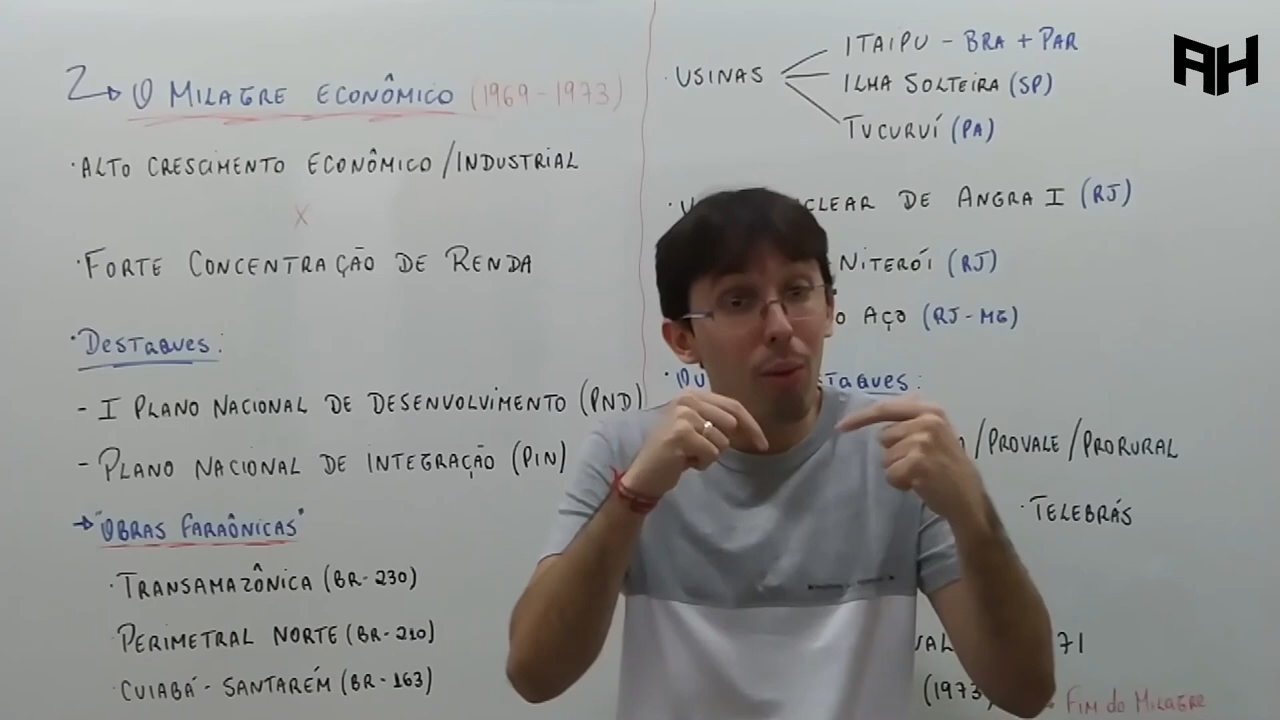 2 → O MILAGRE ECONÔMICO (1969-1973)
· ALTO CRESCIMENTO ECONÔMICO/INDUSTRIAL
X
· FORTE CONCENTRAÇÃO DE RENDA
· DESTAQUES:
- I PLANO NACIONAL DE DESENVOLVIMENTO (PND)
- PLANO NACIONAL DE INTEGRAÇÃO (PIN)
→ "OBRAS FARAÔNICAS"
· TRANSAMAZÔNICA (BR-230)
PERIMETRAL NORTE (BR-210)
· CUIABÁ - SANTARÉM (BR-163)
AH
· USINAS
ITAIPU - BRA + PAR
ILHA SOLTEIRA (SP)
TUCURUÍ (PA)
CLEAR DE ANGRA I (RJ)
NITERÓI (RJ)
O AÇO (RJ-MG)
TAQUES:
/PROVALE/PRORURAL
· TELEBRÁS
71
(1973) FIM DO MILAGRE